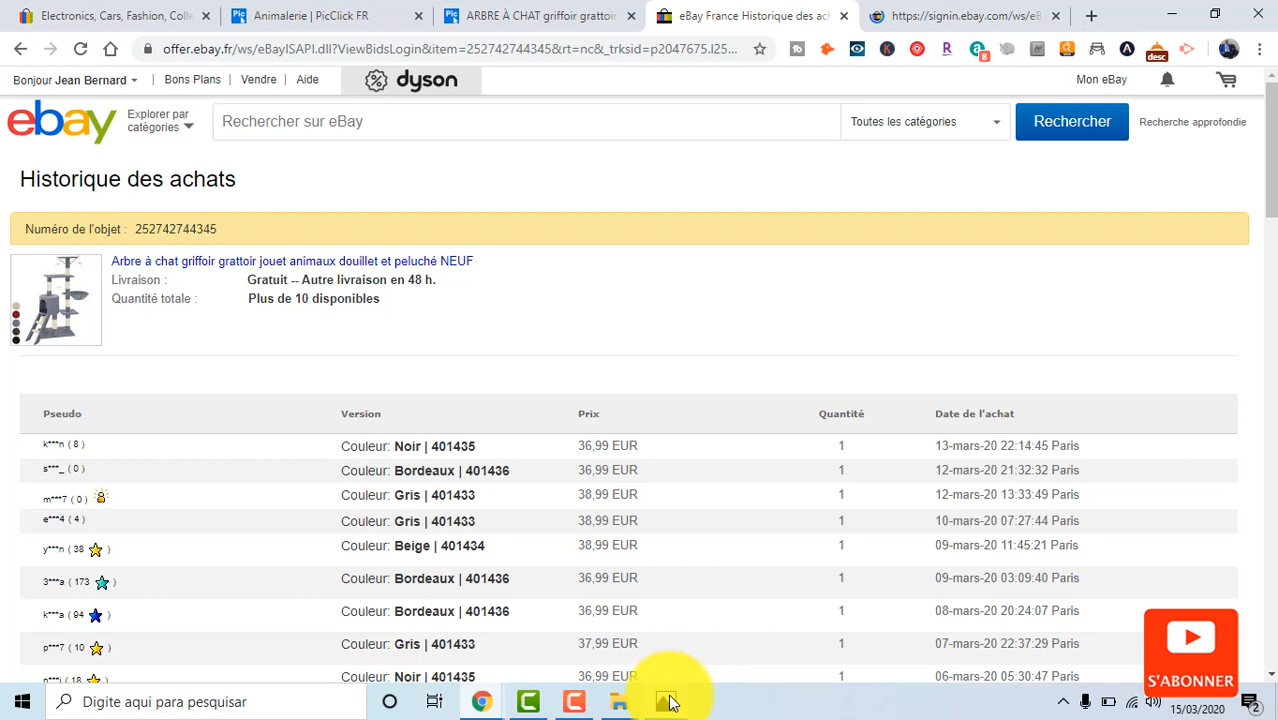 Electronics, Cars, Fashion, Colle
Animalerie | PicClick FR
ARBRE À CHAT griffoir grattoir
eBay France Historique des ach
https://signin.ebay.com/ws/eB
offer.ebay.fr/ws/eBayISAPI.dll?ViewBidsLogin&item=252742744345&rt=nc&_trksid=p2047675.l25...
8
desc
Bonjour Jean Bernard
Bons Plans
Vendre
Aide
dyson
Mon eBay
ebay
Explorer par catégories
Rechercher sur eBay
Toutes les catégories
Rechercher
Recherche approfondie
Historique des achats
Numéro de l'objet : 252742744345
Arbre à chat griffoir grattoir jouet animaux douillet et peluché NEUF
Livraison : Gratuit -- Autre livraison en 48 h.
Quantité totale : Plus de 10 disponibles
Pseudo Version Prix Quantité Date de l'achat
k***n ( 8 ) Couleur: Noir | 401435 36,99 EUR 1 13-mars-20 22:14:45 Paris
s***_ ( 0 ) Couleur: Bordeaux | 401436 36,99 EUR 1 12-mars-20 21:32:32 Paris
m***7 ( 0 ) Couleur: Gris | 401433 38,99 EUR 1 12-mars-20 13:33:49 Paris
e***4 ( 4 ) Couleur: Gris | 401433 38,99 EUR 1 10-mars-20 07:27:44 Paris
y***n ( 38 ) Couleur: Beige | 401434 38,99 EUR 1 09-mars-20 11:45:21 Paris
3***a ( 173 ) Couleur: Bordeaux | 401436 36,99 EUR 1 09-mars-20 03:09:40 Paris
k***a ( 94 ) Couleur: Bordeaux | 401436 36,99 EUR 1 08-mars-20 20:24:07 Paris
p***7 ( 10 ) Couleur: Gris | 401433 37,99 EUR 1 07-mars-20 22:37:29 Paris
Couleur: Noir | 401435 36,99 EUR 1 06-mars-20 05:30:47 Paris
S'ABONNER
Digite aqui para pesquisar
15/03/2020
2